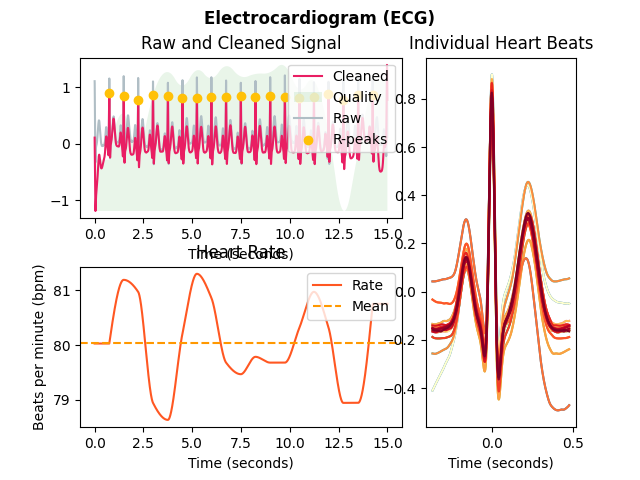 Electrocardiogram (ECG)
Raw and Cleaned Signal
Cleaned
Quality
Raw
R-peaks
1
0
−1
0.0 2.5 5.0 7.5 10.0 12.5 15.0
Time (seconds)
Heart Rate
Rate
Mean
Beats per minute (bpm)
81
80
79
0.0 2.5 5.0 7.5 10.0 12.5 15.0
Time (seconds)
Individual Heart Beats
0.8
0.6
0.4
0.2
0.0
−0.2
−0.4
0.0 0.5
Time (seconds)